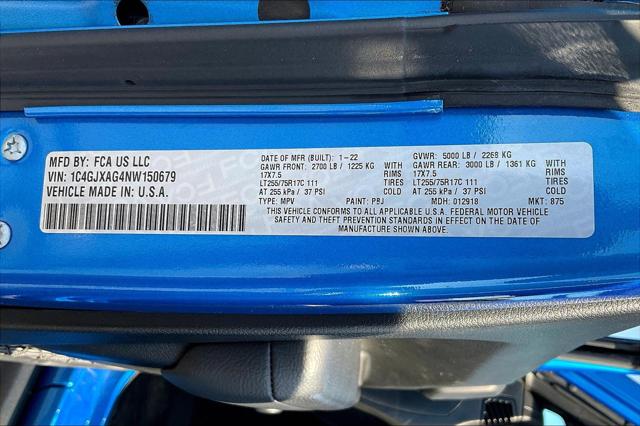 MFD BY: FCA US LLC
VIN: 1C4GJXAG4NW150679
VEHICLE MADE IN U.S.A.
DATE OF MFR (BUILT): 1-22
GAWR FRONT: 2700 LB / 1225 KG
17X7.5 RIMS
LT255/75R17C 111 TIRES
AT 255 kPa / 37 PSI
TYPE: MPV PAINT: PBJ
GVWR: 5000 LB / 2268 KG
GAWR REAR: 3000 LB / 1361 KG
17X7.5 RIMS
LT255/75R17C 111 TIRES
AT 255 kPa / 37 PSI
MDH: 012918 MKT: 875
THIS VEHICLE CONFORMS TO ALL APPLICABLE U.S.A. FEDERAL MOTOR VEHICLE
SAFETY AND THEFT PREVENTION STANDARDS IN EFFECT ON THE DATE OF
MANUFACTURE SHOWN ABOVE.